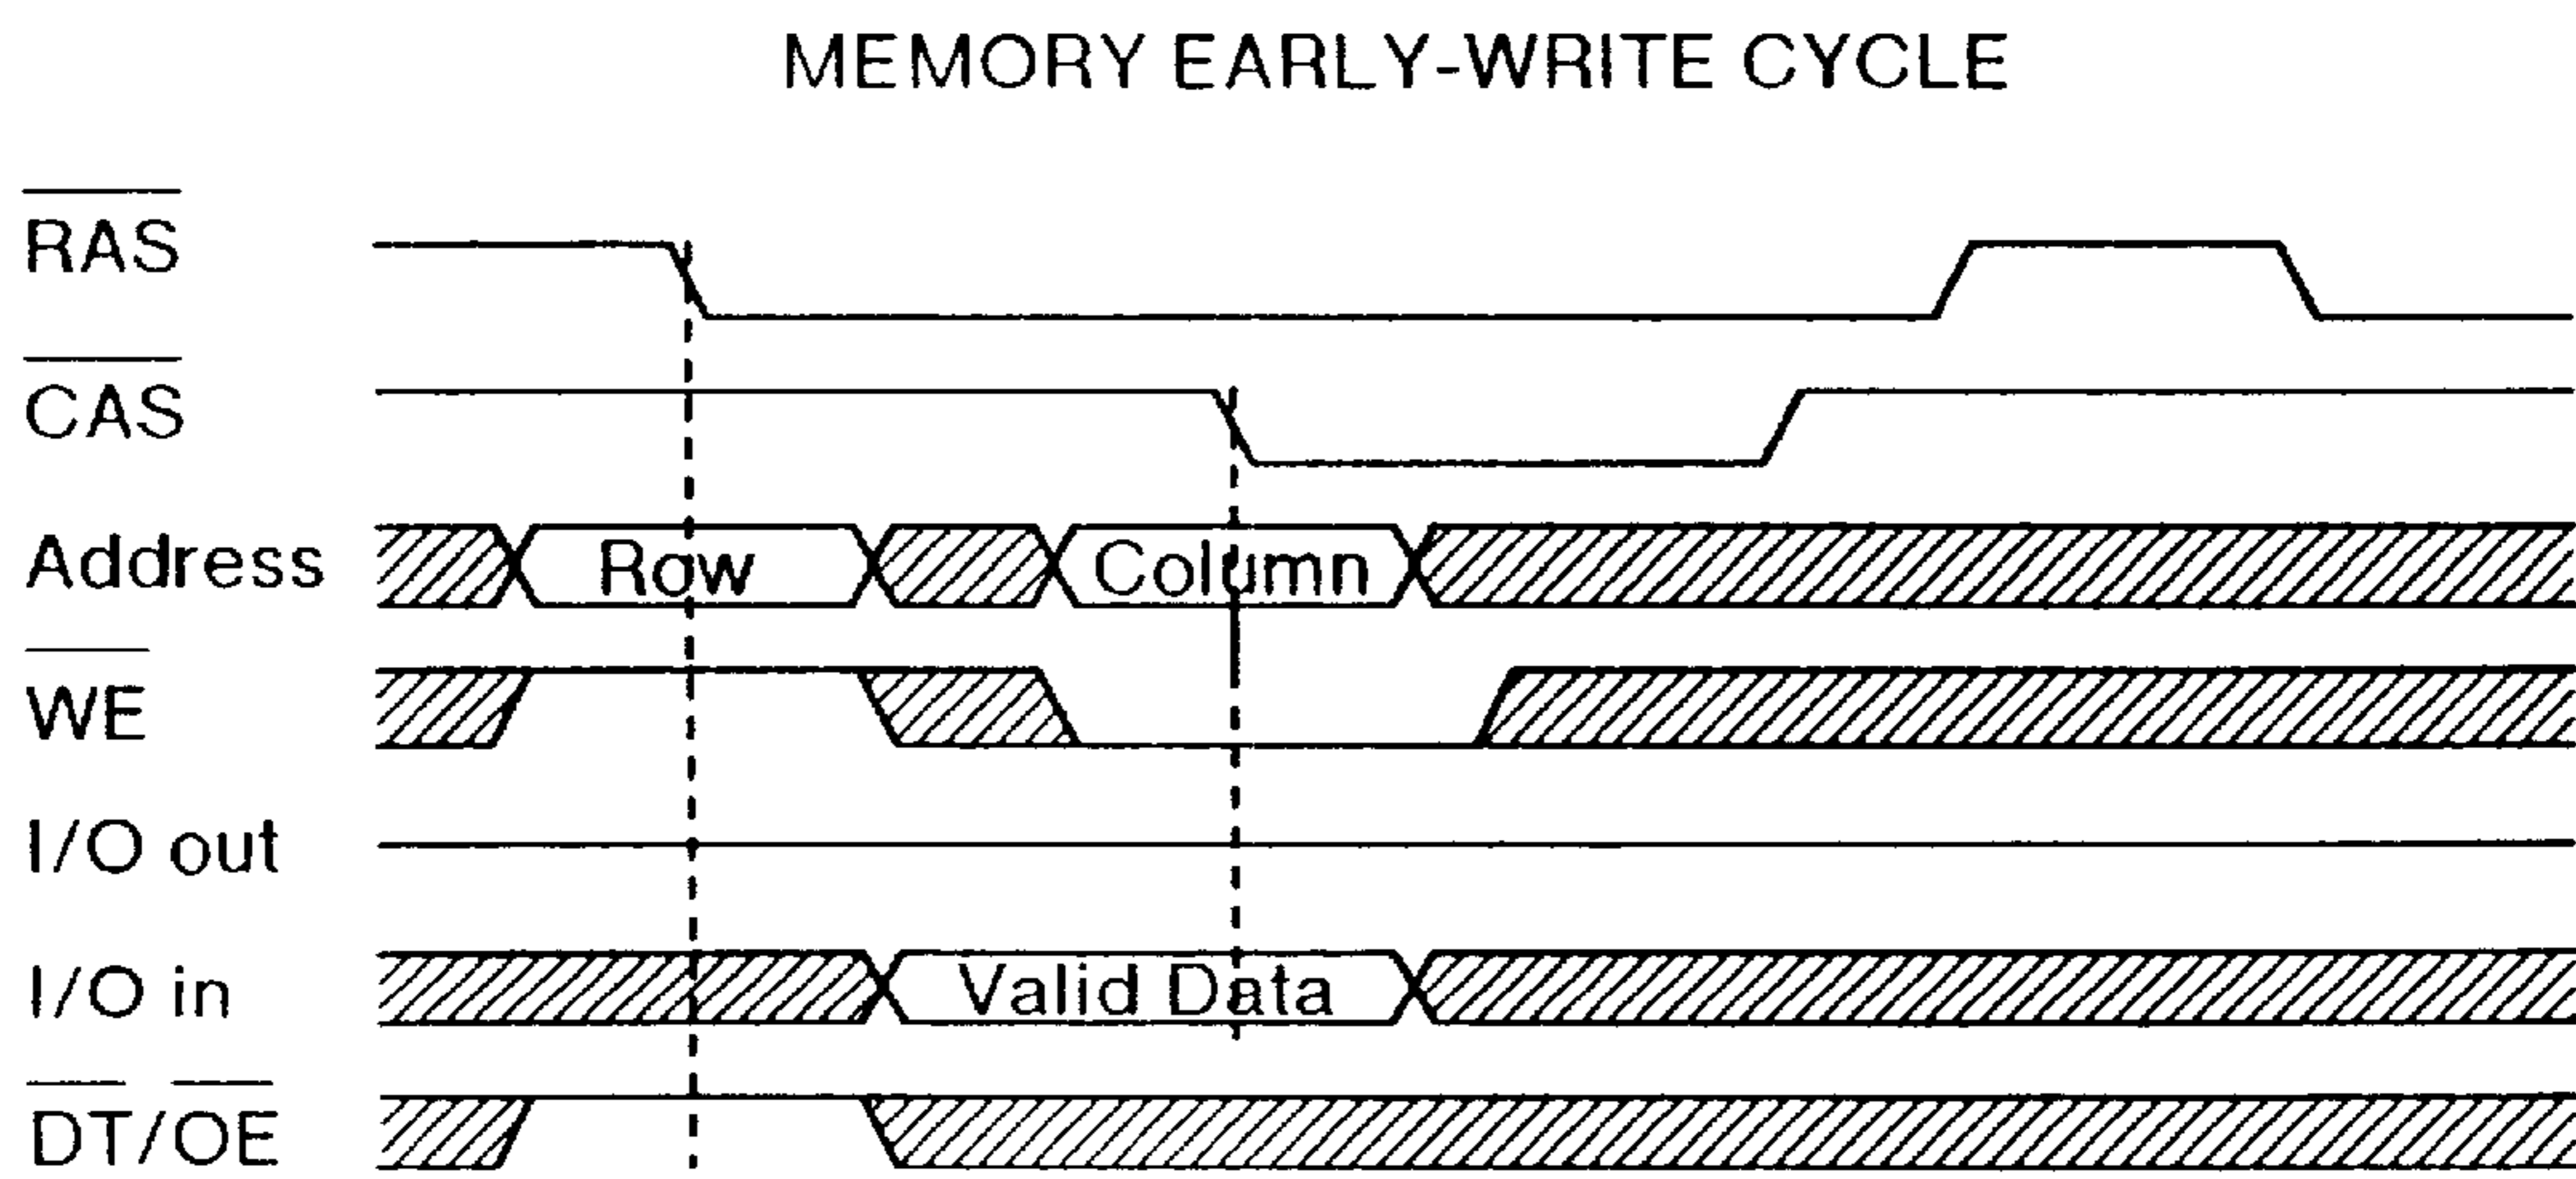 MEMORY EARLY-WRITE CYCLE
RAS
CAS
Address Row Column
WE
I/O out
I/O in Valid Data
DT/OE